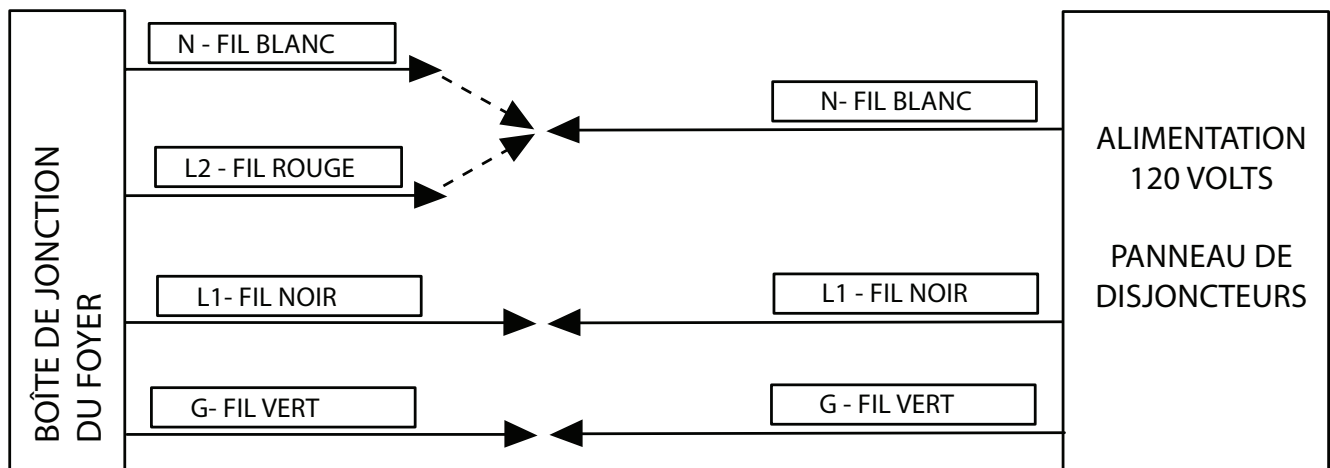 BOÎTE DE JONCTION
DU FOYER
N - FIL BLANC
L2 - FIL ROUGE
L1- FIL NOIR
G- FIL VERT
N- FIL BLANC
L1 - FIL NOIR
G - FIL VERT
ALIMENTATION
120 VOLTS
PANNEAU DE
DISJONCTEURS